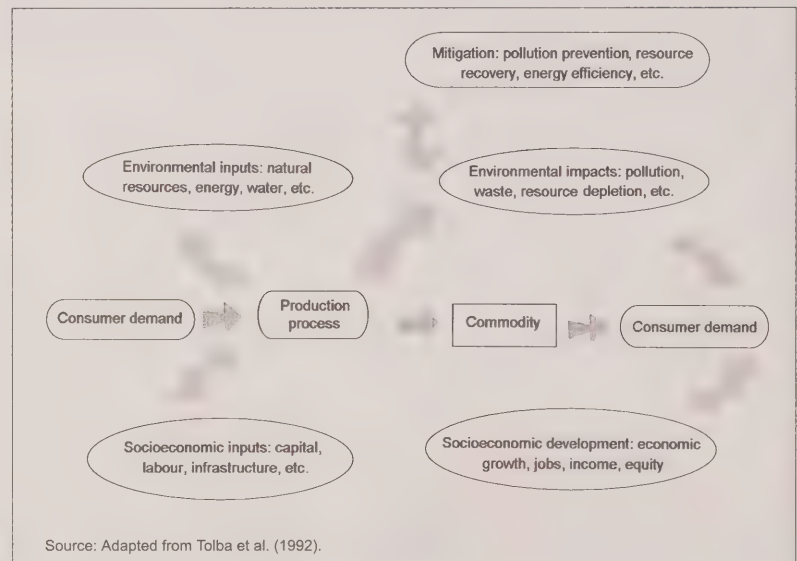 Mitigation: pollution prevention, resource
recovery, energy efficiency, etc.
Environmental inputs: natural
resources, energy, water, etc.
Environmental impacts: pollution,
waste, resource depletion, etc.
Consumer demand
Production
process
Commodity
Consumer demand
Socioeconomic inputs: capital,
labour, infrastructure, etc.
Socioeconomic development: economic
growth, jobs, income, equity
Source: Adapted from Tolba et al. (1992).